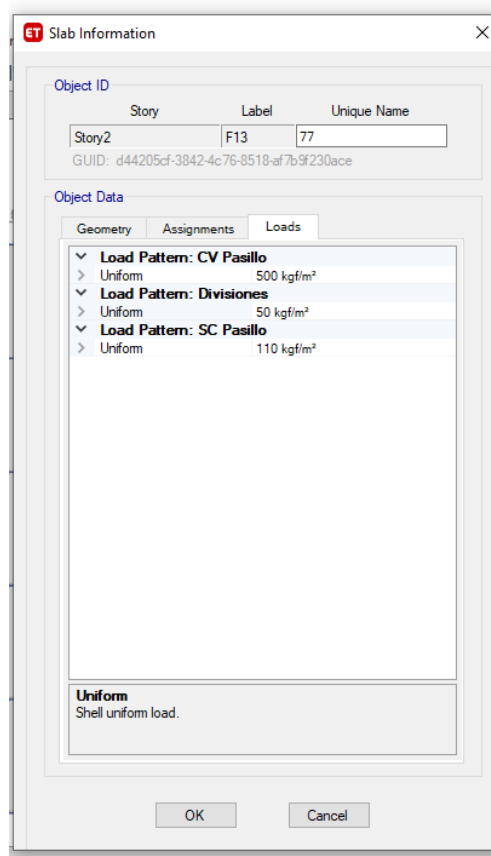 ET Slab Information
Object ID
Story Label Unique Name
Story2 F13 77
GUID: d44205cf-3842-4c76-8518-af7b9f230ace
Object Data
Geometry Assignments Loads
Load Pattern: CV Pasillo
Uniform 500 kgf/m²
Load Pattern: Divisiones
Uniform 50 kgf/m²
Load Pattern: SC Pasillo
Uniform 110 kgf/m²
Uniform
Shell uniform load.
OK Cancel